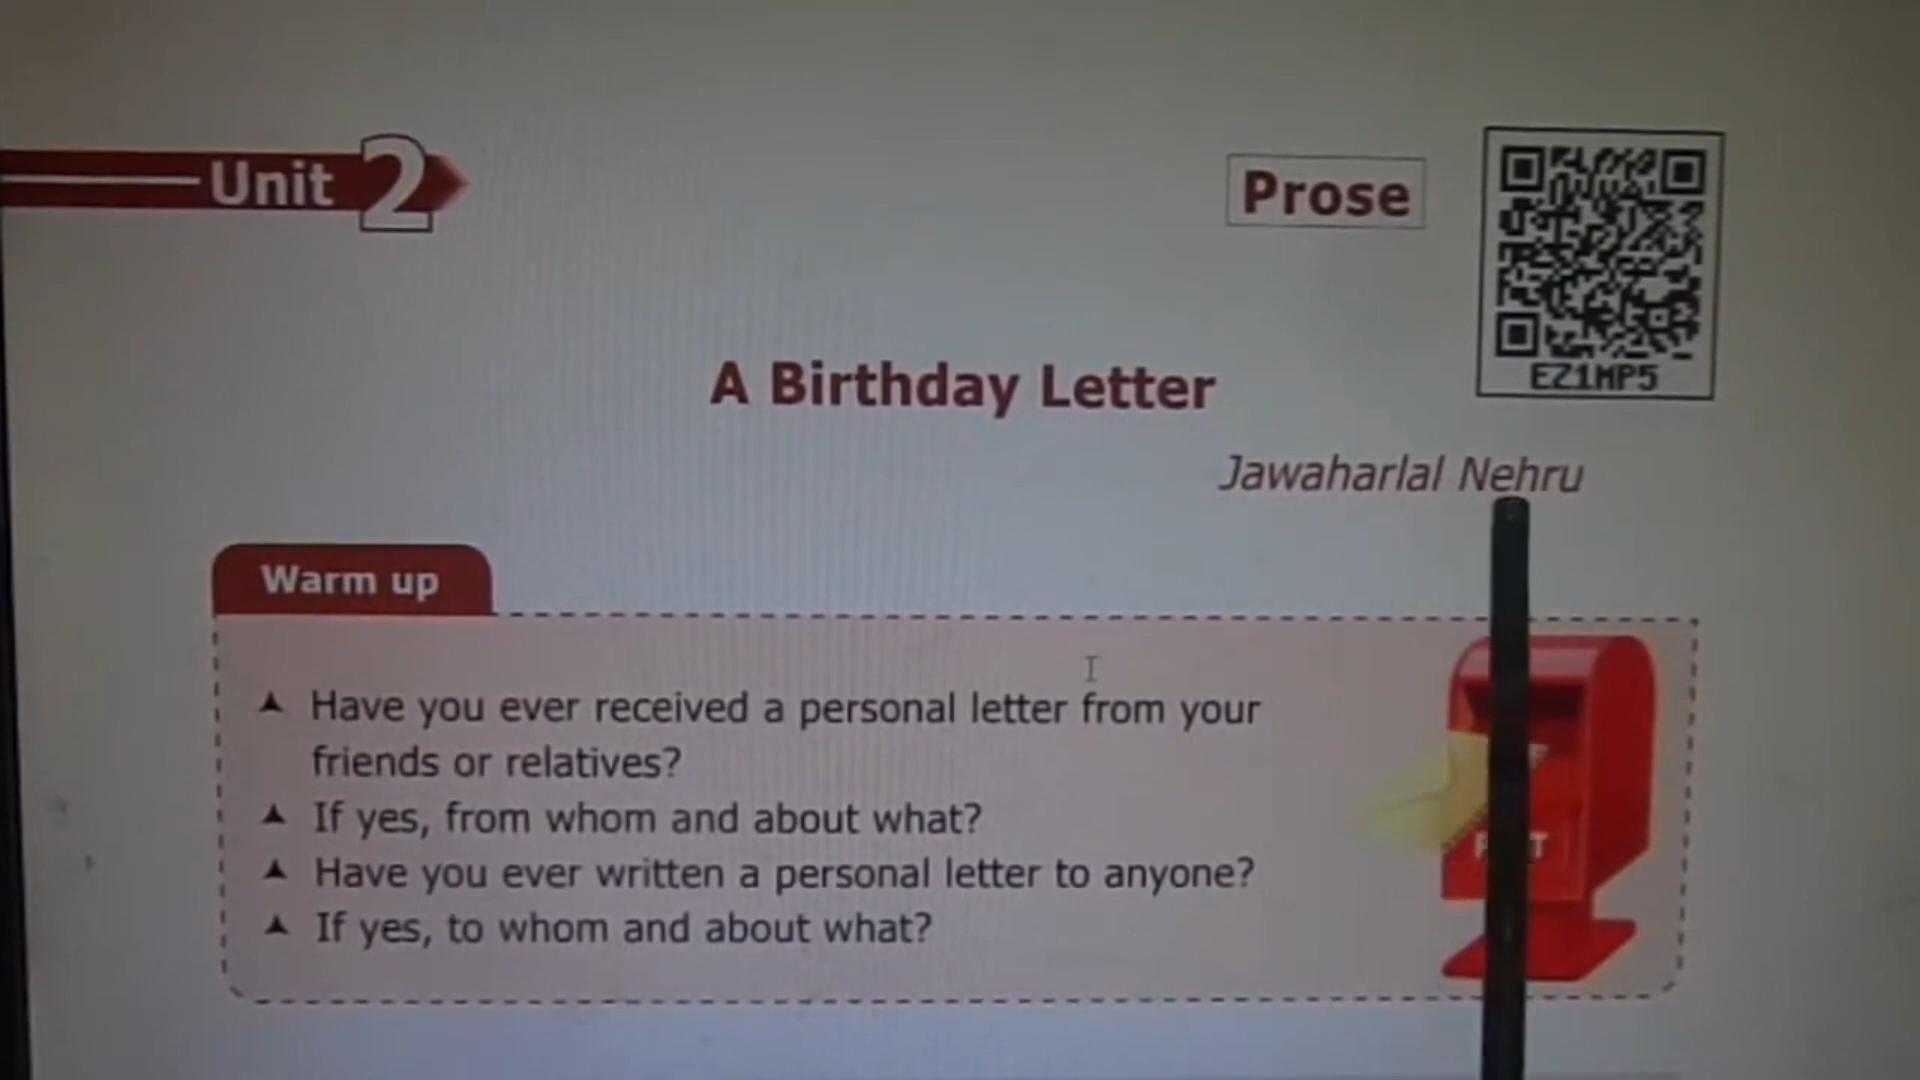 Unit 2
Prose
EZ1MP5
A Birthday Letter
Jawaharlal Nehru
Warm up
Have you ever received a personal letter from your
friends or relatives?
If yes, from whom and about what?
Have you ever written a personal letter to anyone?
If yes, to whom and about what?